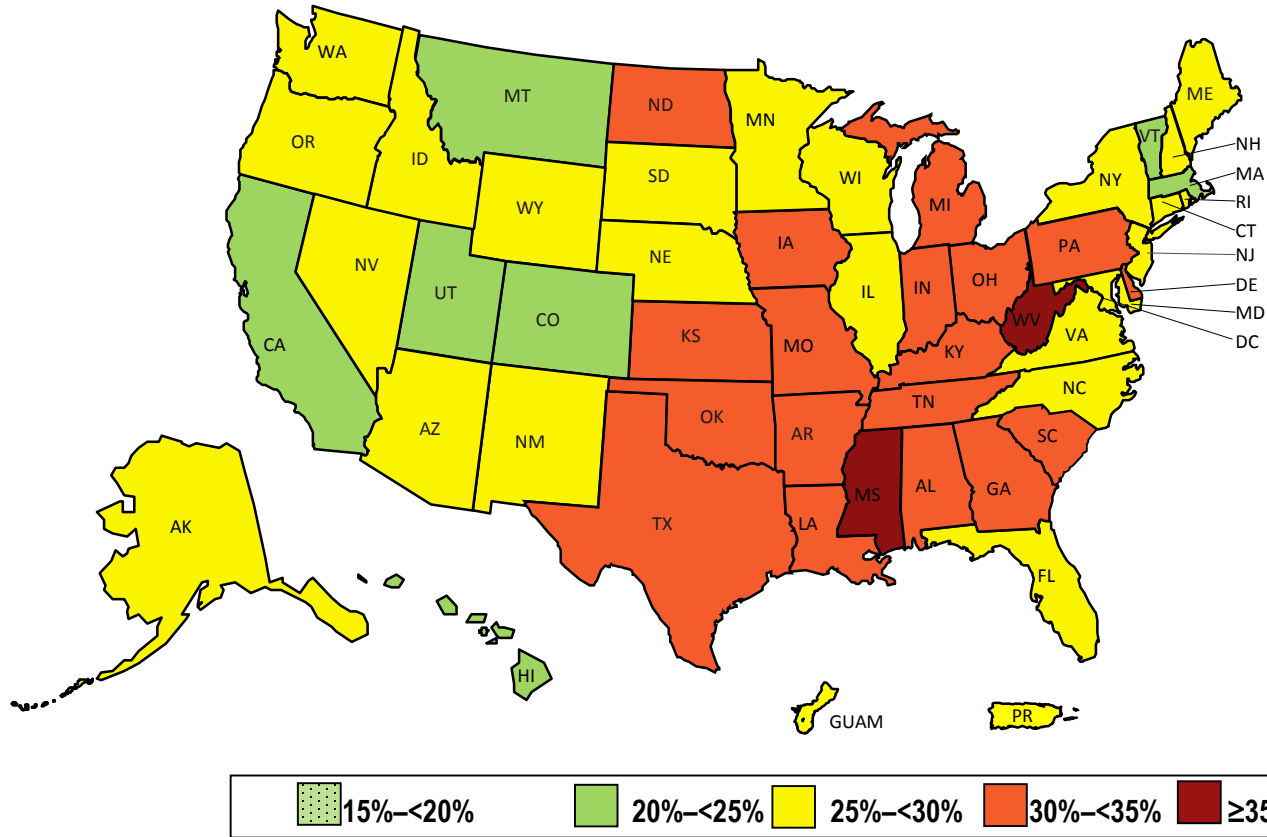 WA
MT
ND
MN
ME
OR
ID
VT
NH
SD
WI
NY
MA
WY
MI
RI
CT
NV
NE
IA
PA
NJ
UT
IL
IN
OH
DE
CO
WV
MD
CA
KS
MO
KY
VA
DC
NC
TN
AZ
NM
OK
AR
SC
MS
AL
GA
AK
TX
LA
FL
HI
GUAM
PR
15%–<20% 20%–<25% 25%–<30% 30%–<35% ≥35